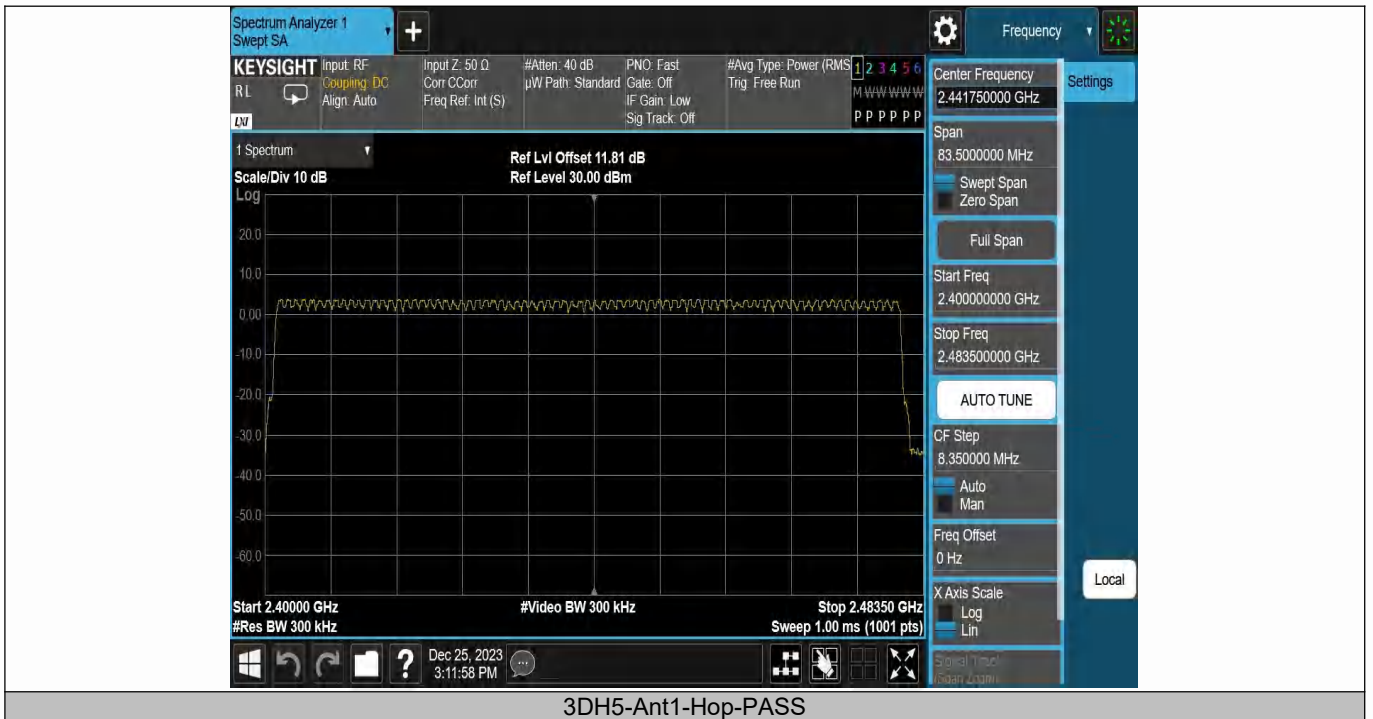 Spectrum Analyzer 1
Swept SA
+
Frequency
KEYSIGHT
RL
LXI
Input: RF
Coupling: DC
Align: Auto
Input Z: 50 Ω
Corr CCorr
Freq Ref: Int (S)
#Atten: 40 dB
µW Path: Standard
PNO: Fast
Gate: Off
IF Gain: Low
Sig Track: Off
#Avg Type: Power (RMS
Trig: Free Run
1 2 3 4 5 6
M W W W W W
P P P P P P
Center Frequency
2.441750000 GHz
Settings
Span
83.5000000 MHz
Swept Span
Zero Span
Full Span
Start Freq
2.400000000 GHz
Stop Freq
2.483500000 GHz
AUTO TUNE
CF Step
8.350000 MHz
Auto
Man
Freq Offset
0 Hz
X Axis Scale
Log
Lin
Signal Track
(Span Zoom)
Local
1 Spectrum
Scale/Div 10 dB
Log
Ref Lvl Offset 11.81 dB
Ref Level 30.00 dBm
20.0
10.0
0.00
-10.0
-20.0
-30.0
-40.0
-50.0
-60.0
Start 2.40000 GHz
#Res BW 300 kHz
#Video BW 300 kHz
Stop 2.48350 GHz
Sweep 1.00 ms (1001 pts)
?
Dec 25, 2023
3:11:58 PM
3DH5-Ant1-Hop-PASS